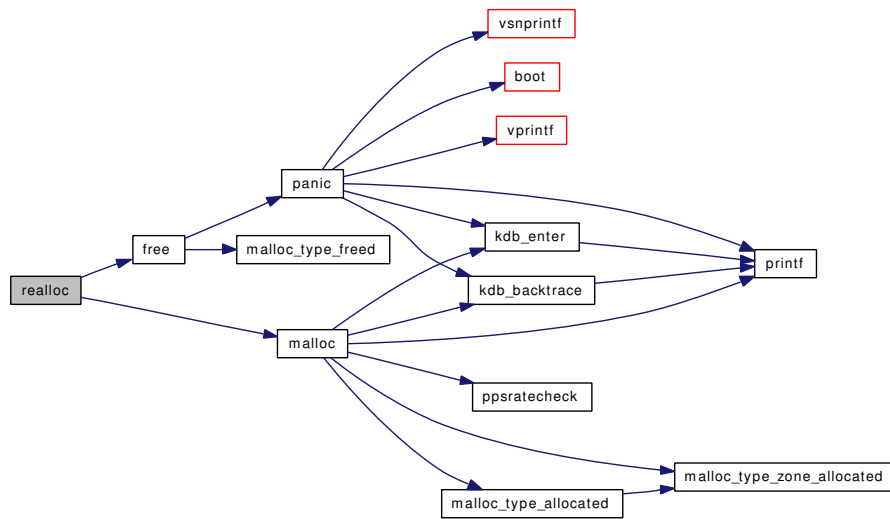 vsnprintf
boot
vprintf
panic
kdb_enter
free
malloc_type_freed
printf
realloc
kdb_backtrace
malloc
ppsratecheck
malloc_type_zone_allocated
malloc_type_allocated